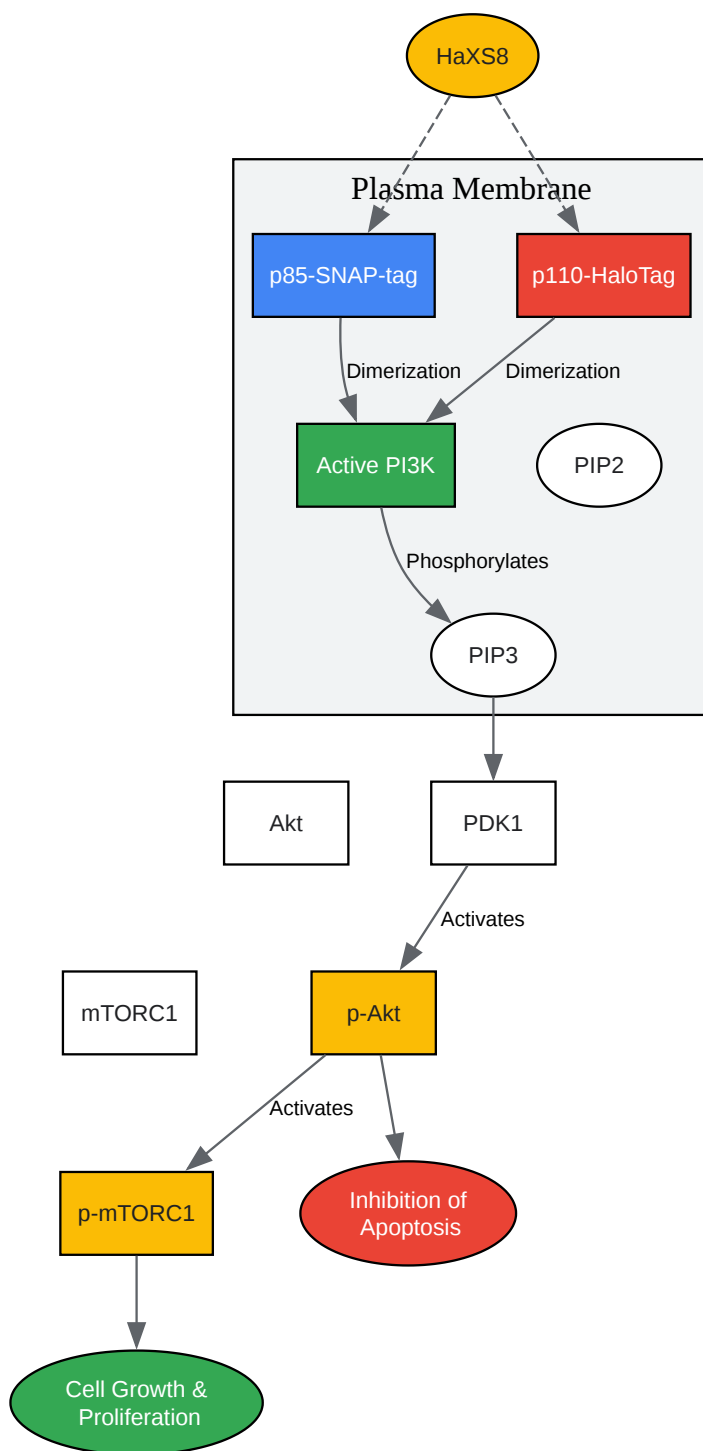 HaXS8
Plasma Membrane
p85-SNAP-tag
p110-HaloTag
Dimerization
Dimerization
Active PI3K
PIP2
Phosphorylates
PIP3
Akt
PDK1
Activates
mTORC1
p-Akt
Activates
p-mTORC1
Inhibition of
Apoptosis
Cell Growth &
Proliferation